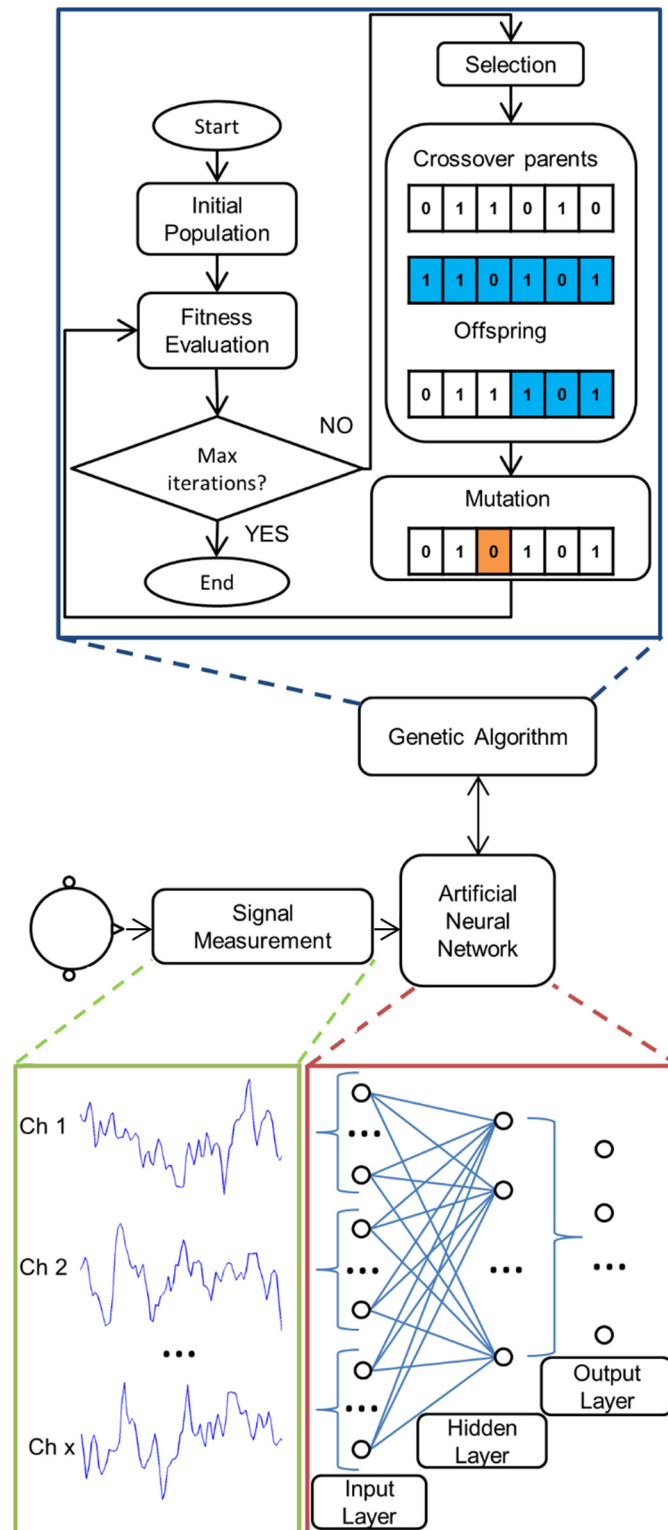 Start
Initial
Population
Fitness
Evaluation
Max
iterations?
NO
YES
End
Selection
Crossover parents
0 1 1 0 1 0
1 1 0 1 0 1
Offspring
0 1 1 1 0 1
Mutation
0 1 0 1 0 1
Genetic Algorithm
Signal
Measurement
Artificial
Neural
Network
Ch 1
Ch 2
...
Ch x
...
...
...
...
...
Input
Layer
Hidden
Layer
Output
Layer